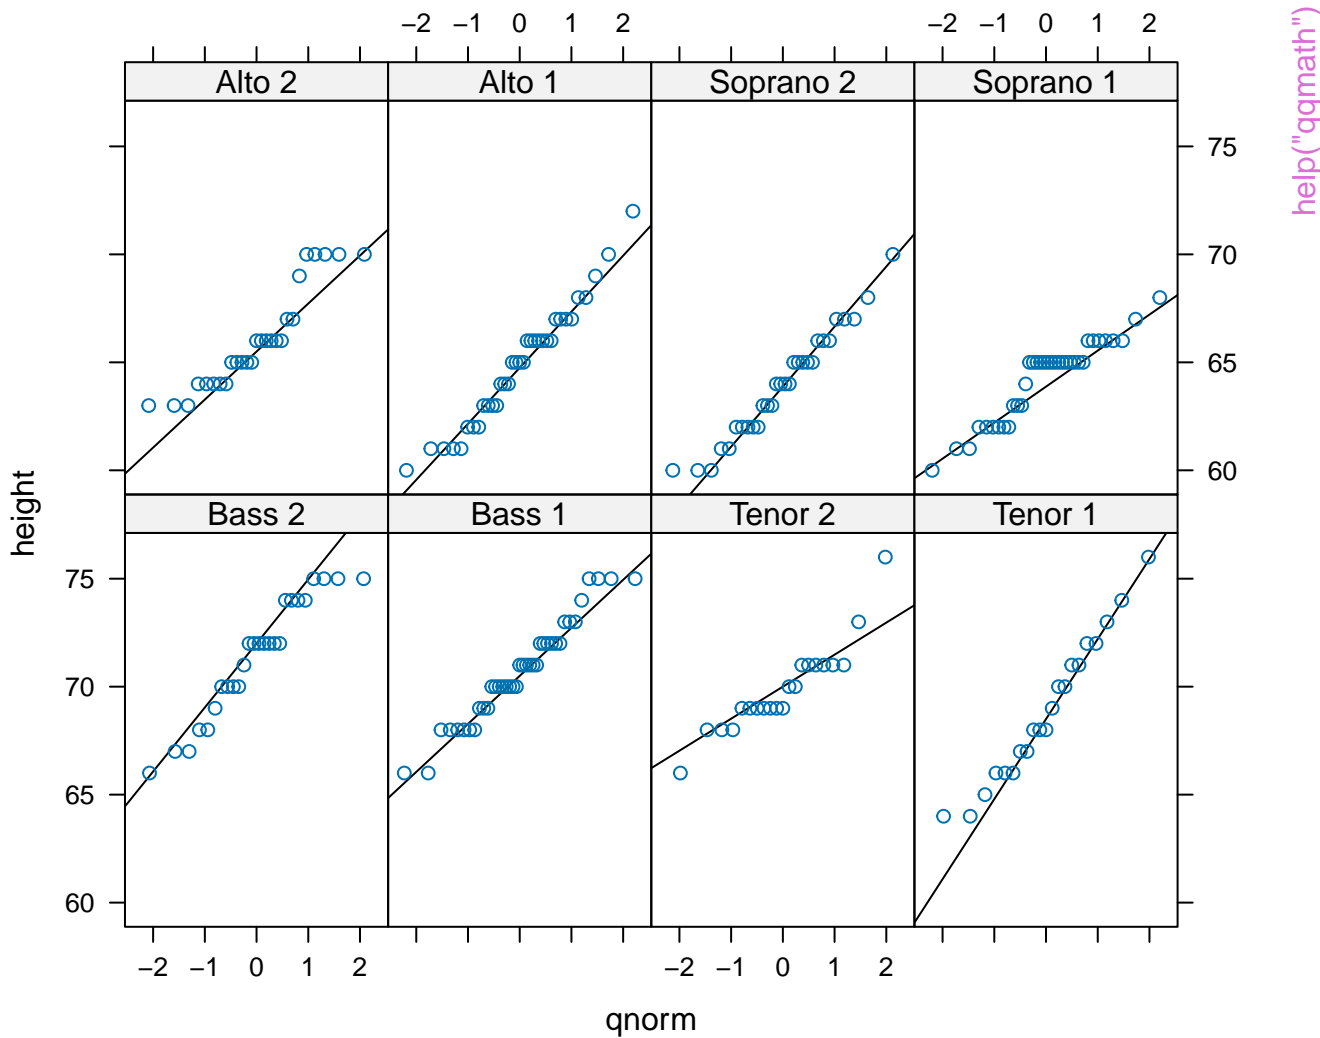 −2 −1 0 1 2 −2 −1 0 1 2
Alto 2 Alto 1 Soprano 2 Soprano 1
75
70
65
60
Bass 2 Bass 1 Tenor 2 Tenor 1
75
70
65
60
−2 −1 0 1 2 −2 −1 0 1 2
qnorm
height
help("qqmath")